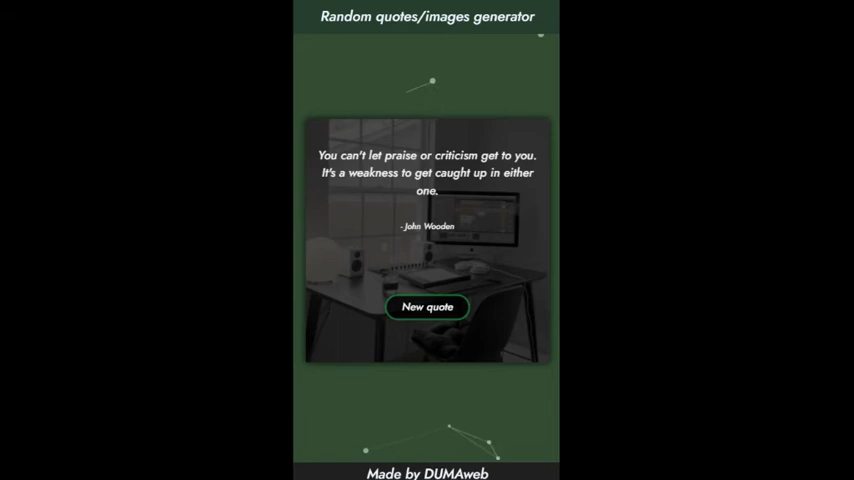 Random quotes/images generator
You can't let praise or criticism get to you.
It's a weakness to get caught up in either
one.
- John Wooden
New quote
Made by DUMAweb